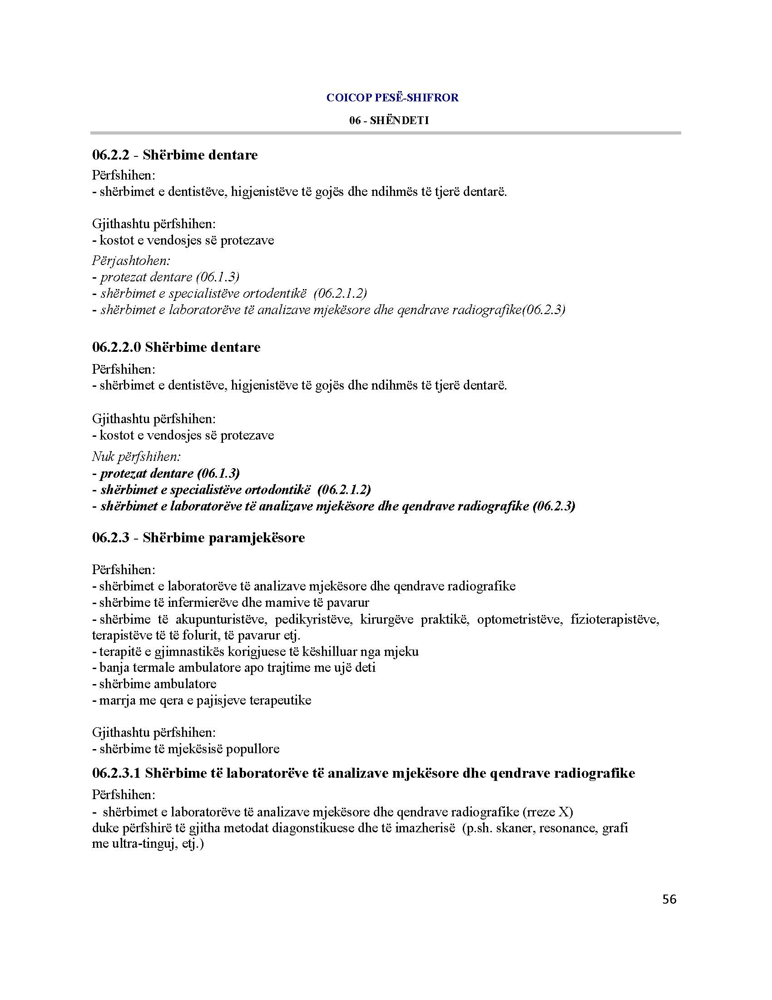 COICOP PESË-SHIFROR
06 - SHËNDETI
06.2.2 - Shërbime dentare
Përfshihen:
- shërbimet e dentistëve, higjenistëve të gojës dhe ndihmës të tjerë dentarë.
Gjithashtu përfshihen:
- kostot e vendosjes së protezave
Përjashtohen:
- protezat dentare (06.1.3)
- shërbimet e specialistëve ortodentikë (06.2.1.2)
- shërbimet e laboratorëve të analizave mjekësore dhe qendrave radiografike(06.2.3)
06.2.2.0 Shërbime dentare
Përfshihen:
- shërbimet e dentistëve, higjenistëve të gojës dhe ndihmës të tjerë dentarë.
Gjithashtu përfshihen:
- kostot e vendosjes së protezave
Nuk përfshihen:
- protezat dentare (06.1.3)
- shërbimet e specialistëve ortodontikë (06.2.1.2)
- shërbimet e laboratorëve të analizave mjekësore dhe qendrave radiografike (06.2.3)
06.2.3 - Shërbime paramjekësore
Përfshihen:
- shërbimet e laboratorëve të analizave mjekësore dhe qendrave radiografike
- shërbime të infermierëve dhe mamive të pavarur
- shërbime të akupunturistëve, pedikyristëve, kirurgëve praktikë, optometristëve, fizioterapistëve,
terapistëve të të folurit, të pavarur etj.
- terapitë e gjimnastikës korigjuese të këshilluar nga mjeku
- banja termale ambulatore apo trajtime me ujë deti
- shërbime ambulatore
- marrja me qera e pajisjeve terapeutike
Gjithashtu përfshihen:
- shërbime të mjekësisë popullore
06.2.3.1 Shërbime të laboratorëve të analizave mjekësore dhe qendrave radiografike
Përfshihen:
- shërbimet e laboratorëve të analizave mjekësore dhe qendrave radiografike (rreze X)
duke përfshirë të gjitha metodat diagonstikuese dhe të imazherisë (p.sh. skaner, resonance, grafi
me ultra-tinguj, etj.)
56